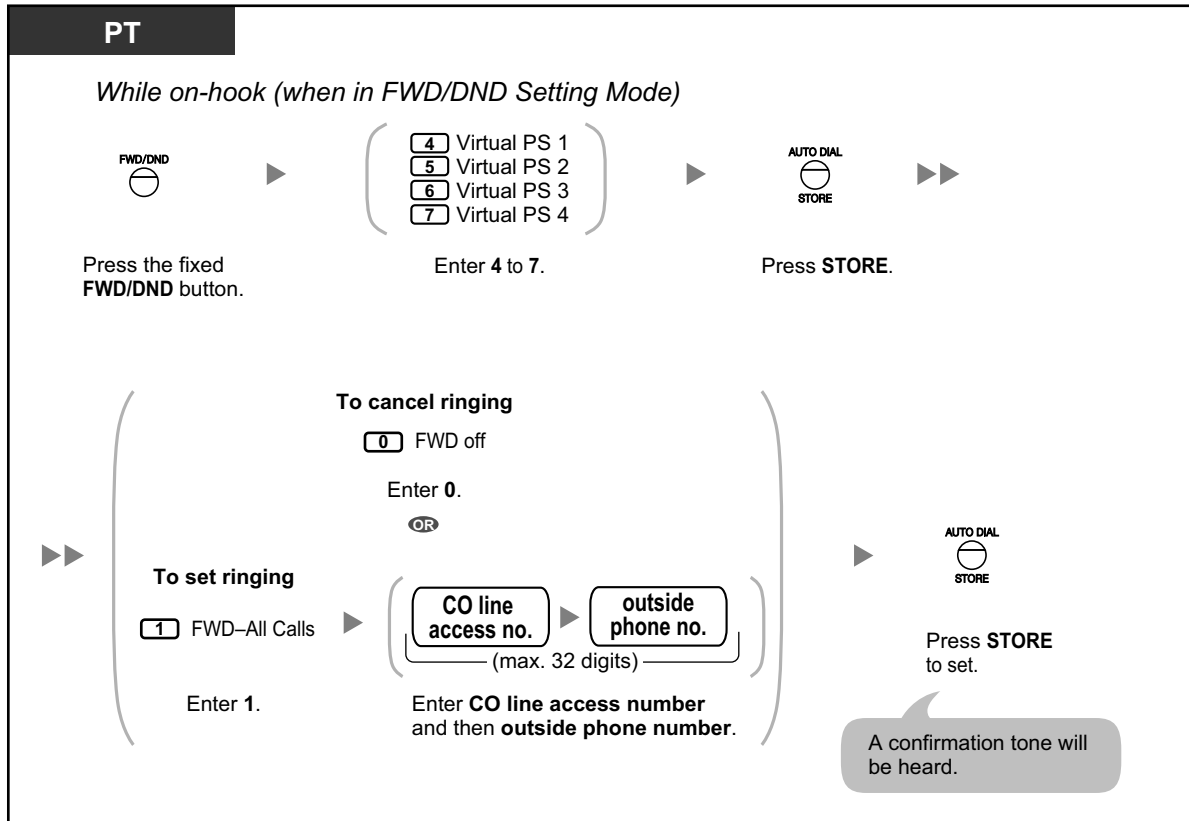 PT
While on-hook (when in FWD/DND Setting Mode)
FWD/DND
4 Virtual PS 1
5 Virtual PS 2
6 Virtual PS 3
7 Virtual PS 4
AUTO DIAL
STORE
Press the fixed
FWD/DND button.
Enter 4 to 7.
Press STORE.
To cancel ringing
0 FWD off
Enter 0.
OR
To set ringing
1 FWD–All Calls
Enter 1.
CO line
access no.
outside
phone no.
(max. 32 digits)
Enter CO line access number
and then outside phone number.
AUTO DIAL
STORE
Press STORE
to set.
A confirmation tone will
be heard.